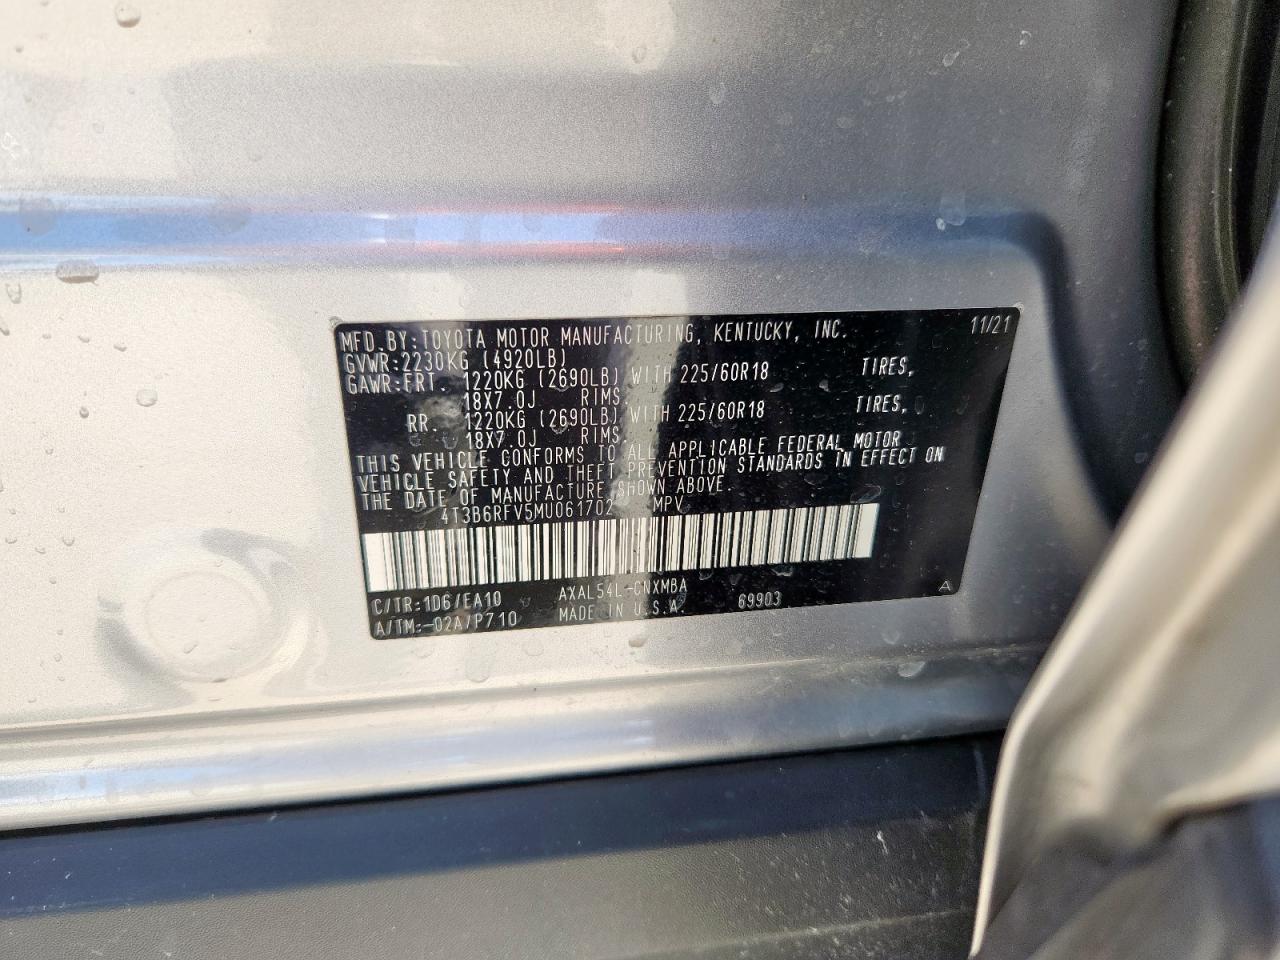 MFD.BY:TOYOTA MOTOR MANUFACTURING, KENTUCKY, INC. 11/21
GVWR:2230KG (4920LB)
GAWR:FRT. 1220KG (2690LB) WITH 225/60R18 TIRES,
18X7.0J RIMS.
RR. 1220KG (2690LB) WITH 225/60R18 TIRES,
18X7.0J RIMS.
THIS VEHICLE CONFORMS TO ALL APPLICABLE FEDERAL MOTOR
VEHICLE SAFETY AND THEFT PREVENTION STANDARDS IN EFFECT ON
THE DATE OF MANUFACTURE SHOWN ABOVE.
4T3B6RFV5MU061702 MPV
C/TR:1D6/EA10 AXAL54L-CNXMBA A
A/TM:-02A/P710 MADE IN U.S.A. 69903